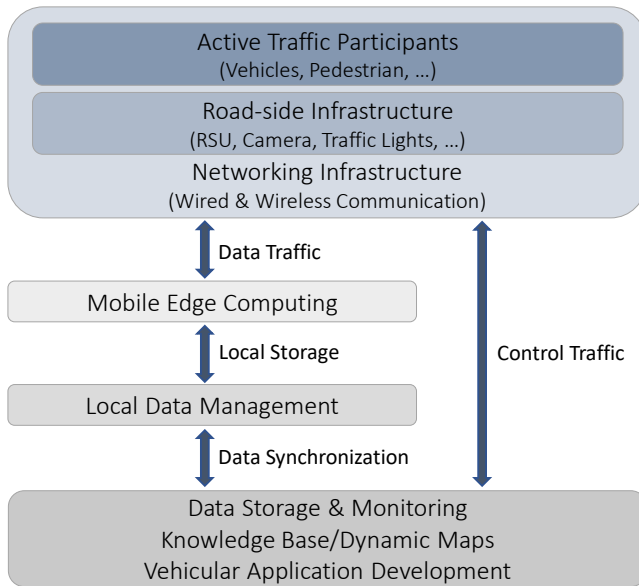 Active Traffic Participants
(Vehicles, Pedestrian, ...)
Road-side Infrastructure
(RSU, Camera, Traffic Lights, ...)
Networking Infrastructure
(Wired & Wireless Communication)
Data Traffic
Mobile Edge Computing
Local Storage
Control Traffic
Local Data Management
Data Synchronization
Data Storage & Monitoring
Knowledge Base/Dynamic Maps
Vehicular Application Development